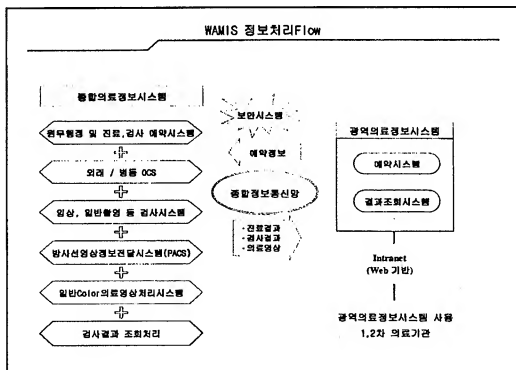 WAMIS 정보처리Flow
종합의료정보시스템
원무행정 및 진료,검사 예약시스템
외래 / 병동 OCS
임상, 일반촬영 등 검사시스템
방사선영상정보전달시스템(PACS)
일반Color의료영상처리시스템
검사결과 조회처리
보안시스템
예약정보
종합정보통신망
-진료결과
-검사결과
-의료영상
광역의료정보시스템
예약시스템
결과조회시스템
Intranet
(Web 기반)
광역의료정보시스템 사용
1,2차 의료기관